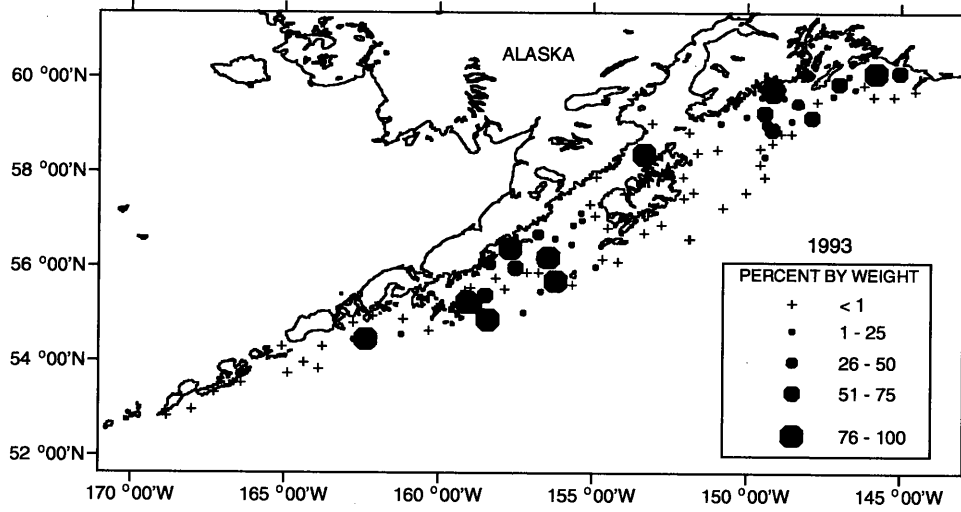 ALASKA
60 °00'N
58 °00'N
56 °00'N
54 °00'N
52 °00'N
1993
PERCENT BY WEIGHT
+ < 1
1 - 25
26 - 50
51 - 75
76 - 100
170 °00'W 165 °00'W 160 °00'W 155 °00'W 150 °00'W 145 °00'W